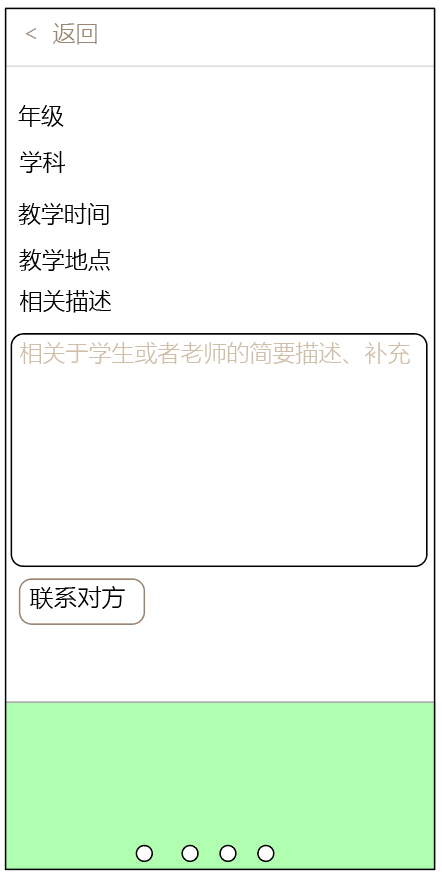 < 返回
年级
学科
教学时间
教学地点
相关描述
相关于学生或者老师的简要描述、补充
联系对方